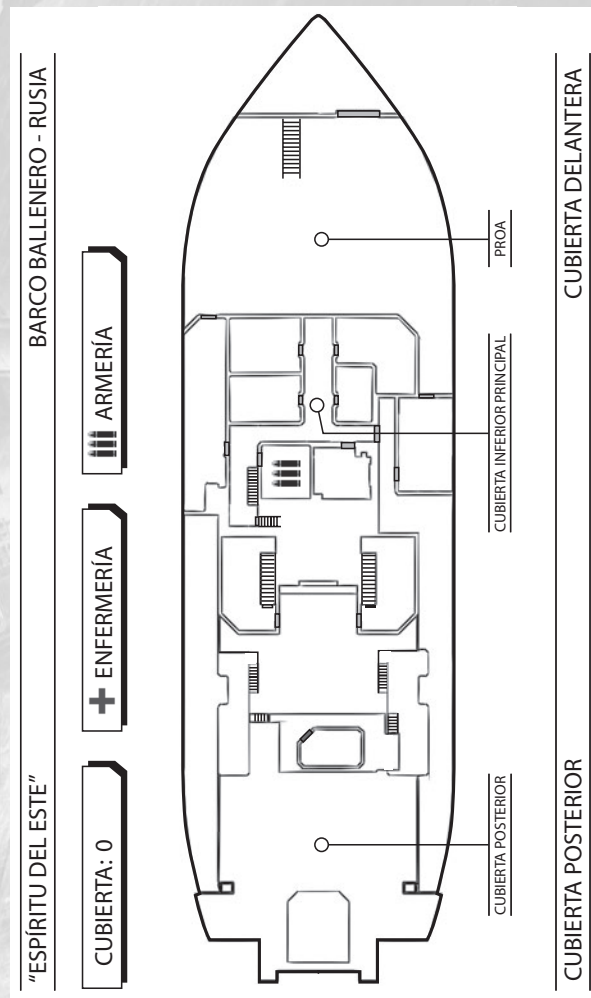 "ESPÍRITU DEL ESTE"
BARCO BALLENERO - RUSIA
CUBIERTA: 0
ENFERMERÍA
ARMERÍA
CUBIERTA POSTERIOR
CUBIERTA INFERIOR PRINCIPAL
PROA
CUBIERTA POSTERIOR
CUBIERTA DELANTERA